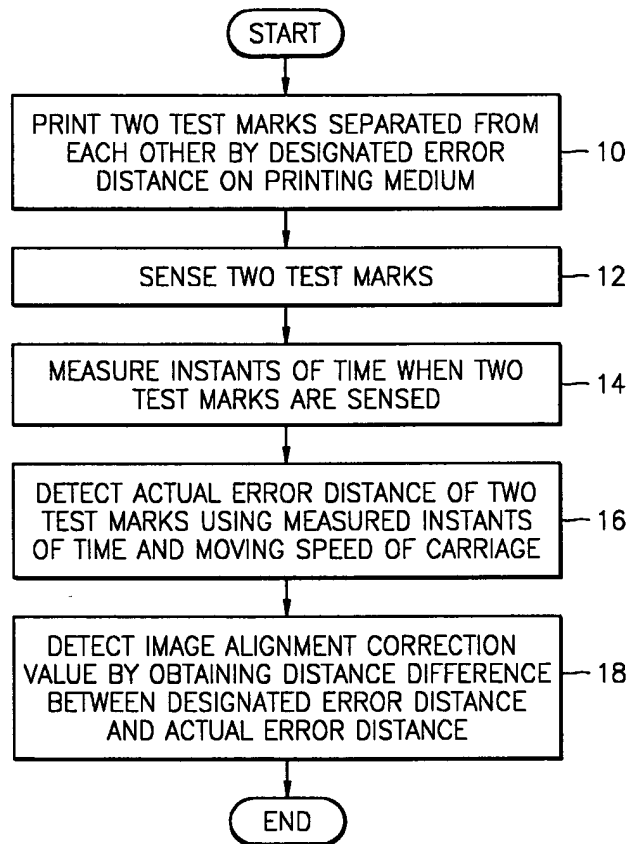 START
PRINT TWO TEST MARKS SEPARATED FROM
EACH OTHER BY DESIGNATED ERROR
DISTANCE ON PRINTING MEDIUM
10
SENSE TWO TEST MARKS
12
MEASURE INSTANTS OF TIME WHEN TWO
TEST MARKS ARE SENSED
14
DETECT ACTUAL ERROR DISTANCE OF TWO
TEST MARKS USING MEASURED INSTANTS
OF TIME AND MOVING SPEED OF CARRIAGE
16
DETECT IMAGE ALIGNMENT CORRECTION
VALUE BY OBTAINING DISTANCE DIFFERENCE
BETWEEN DESIGNATED ERROR DISTANCE
AND ACTUAL ERROR DISTANCE
18
END